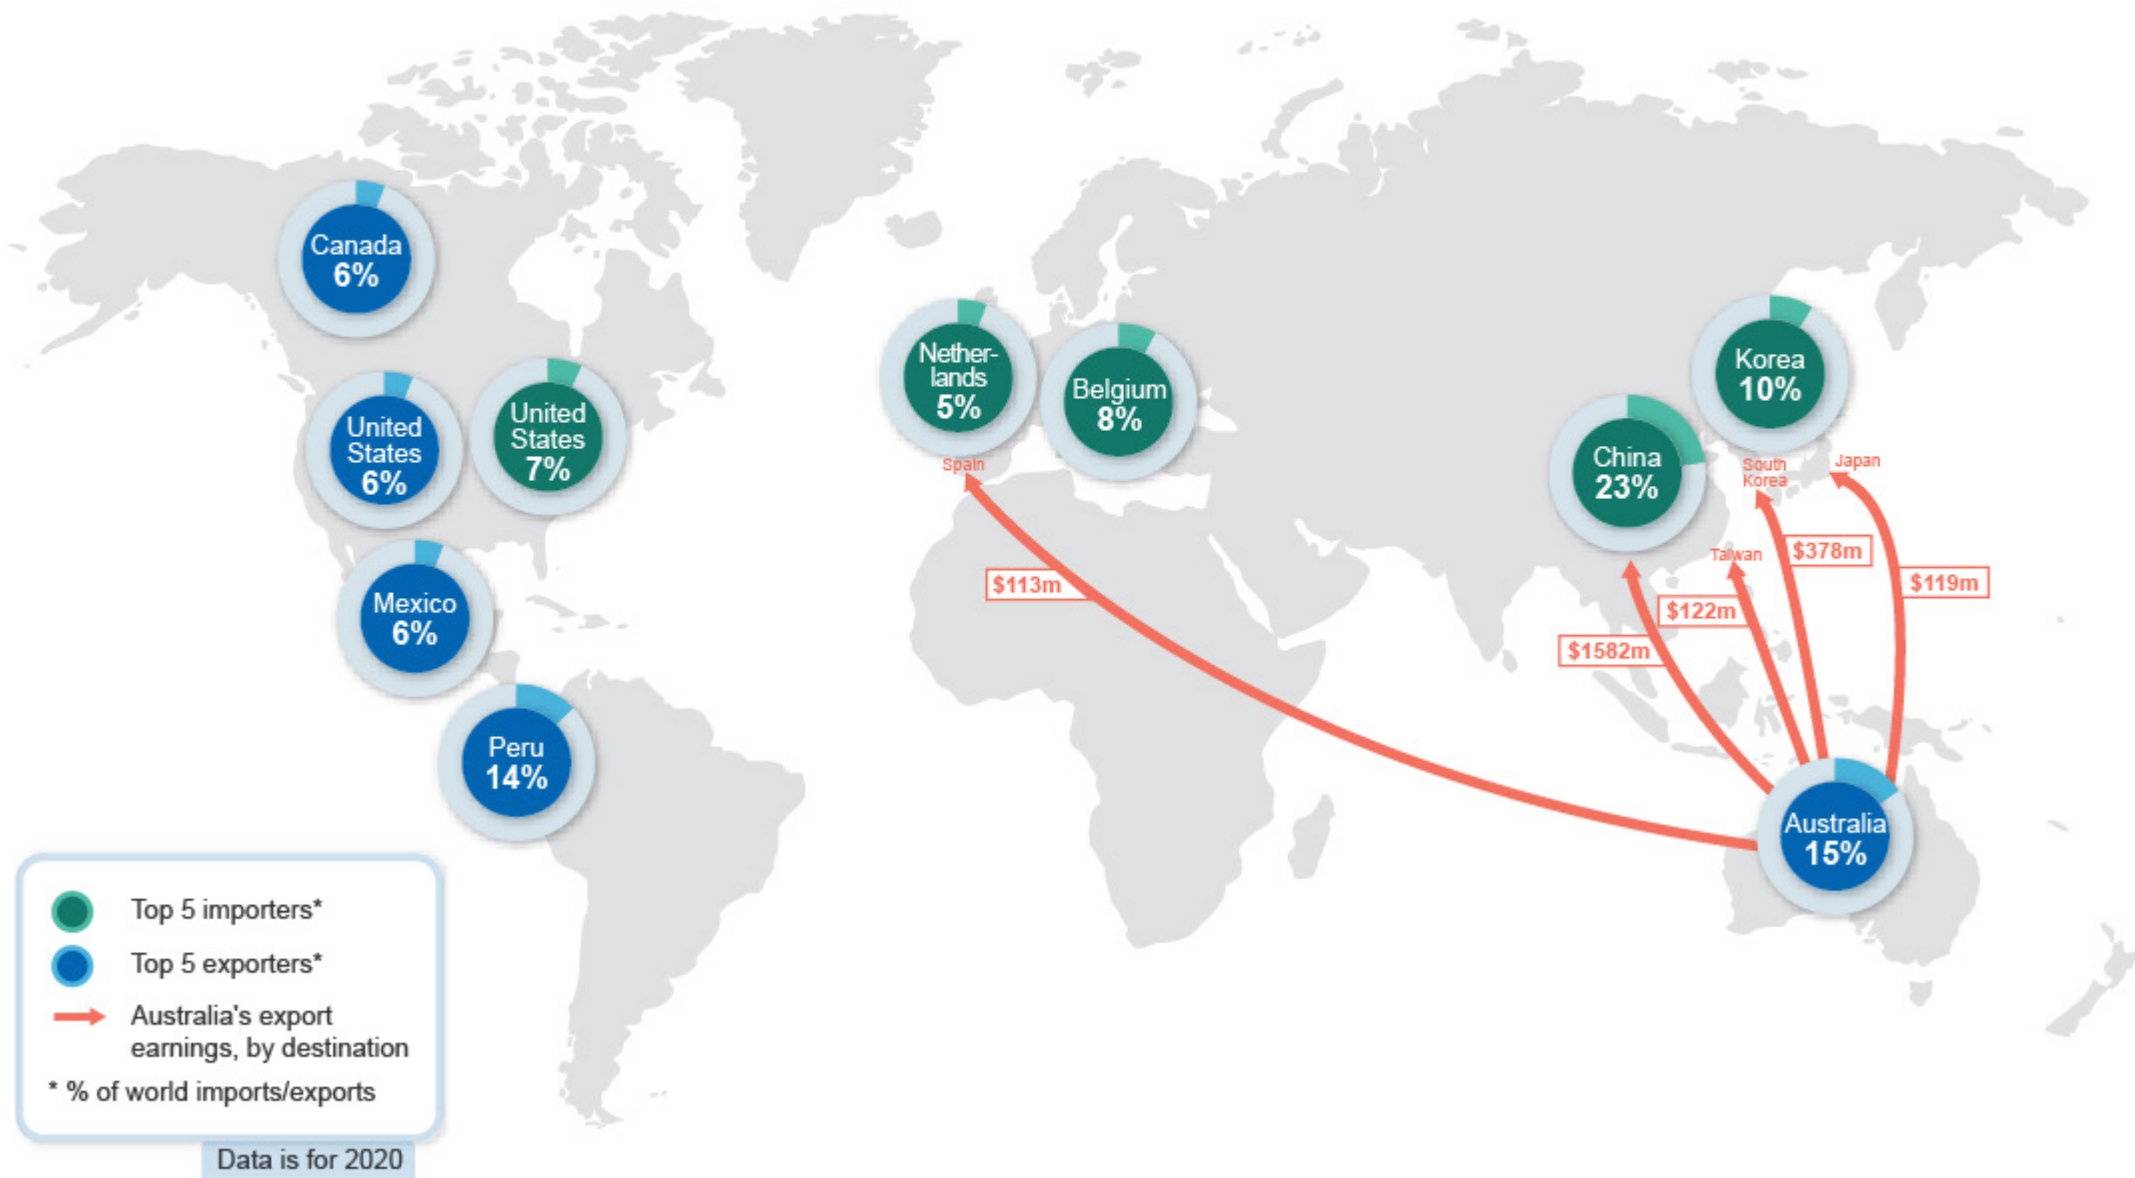 Canada
6%
United
States
6%
United
States
7%
Mexico
6%
Peru
14%
Nether-
lands
5%
Belgium
8%
Spain
$113m
China
23%
Korea
10%
South
Korea
Japan
Taiwan
$378m
$119m
$122m
$1582m
Australia
15%
Top 5 importers*
Top 5 exporters*
Australia's export
earnings, by destination
* % of world imports/exports
Data is for 2020